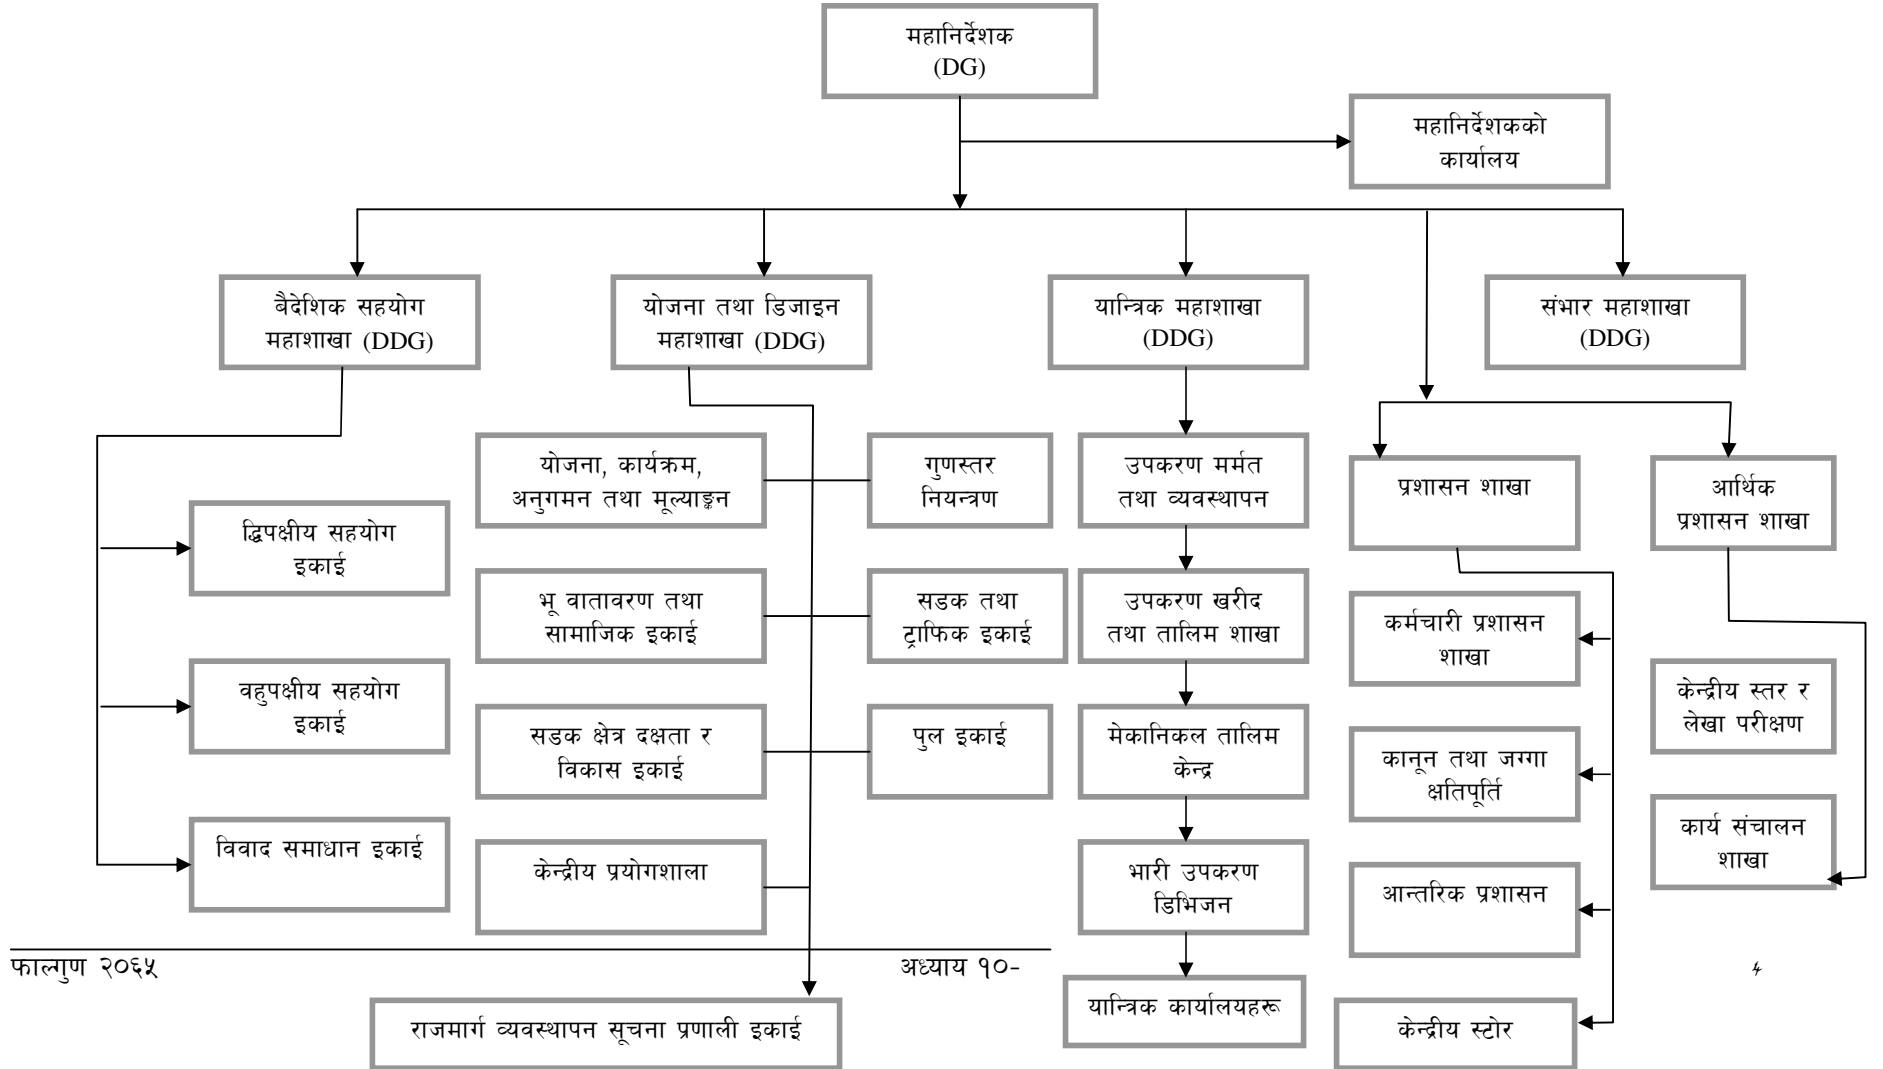 महानिर्देशक
(DG)
महानिर्देशकको
कार्यालय
बैदेशिक सहयोग
महाशाखा (DDG)
योजना तथा डिजाइन
महाशाखा (DDG)
यान्त्रिक महाशाखा
(DDG)
संभार महाशाखा
(DDG)
योजना, कार्यक्रम,
अनुगमन तथा मूल्याङ्कन
गुणस्तर
नियन्त्रण
उपकरण मर्मत
तथा व्यवस्थापन
प्रशासन शाखा
आर्थिक
प्रशासन शाखा
द्विपक्षीय सहयोग
इकाई
भू वातावरण तथा
सामाजिक इकाई
सडक तथा
ट्राफिक इकाई
उपकरण खरीद
तथा तालिम शाखा
कर्मचारी प्रशासन
शाखा
वहुपक्षीय सहयोग
इकाई
केन्द्रीय स्तर र
लेखा परीक्षण
सडक क्षेत्र दक्षता र
विकास इकाई
पुल इकाई
मेकानिकल तालिम
केन्द्र
कानून तथा जग्गा
क्षतिपूर्ति
विवाद समाधान इकाई
कार्य संचालन
शाखा
केन्द्रीय प्रयोगशाला
भारी उपकरण
डिभिजन
आन्तरिक प्रशासन
फाल्गुण २०६५
अध्याय १०-
५
यान्त्रिक कार्यालयहरू
राजमार्ग व्यवस्थापन सूचना प्रणाली इकाई
केन्द्रीय स्टोर